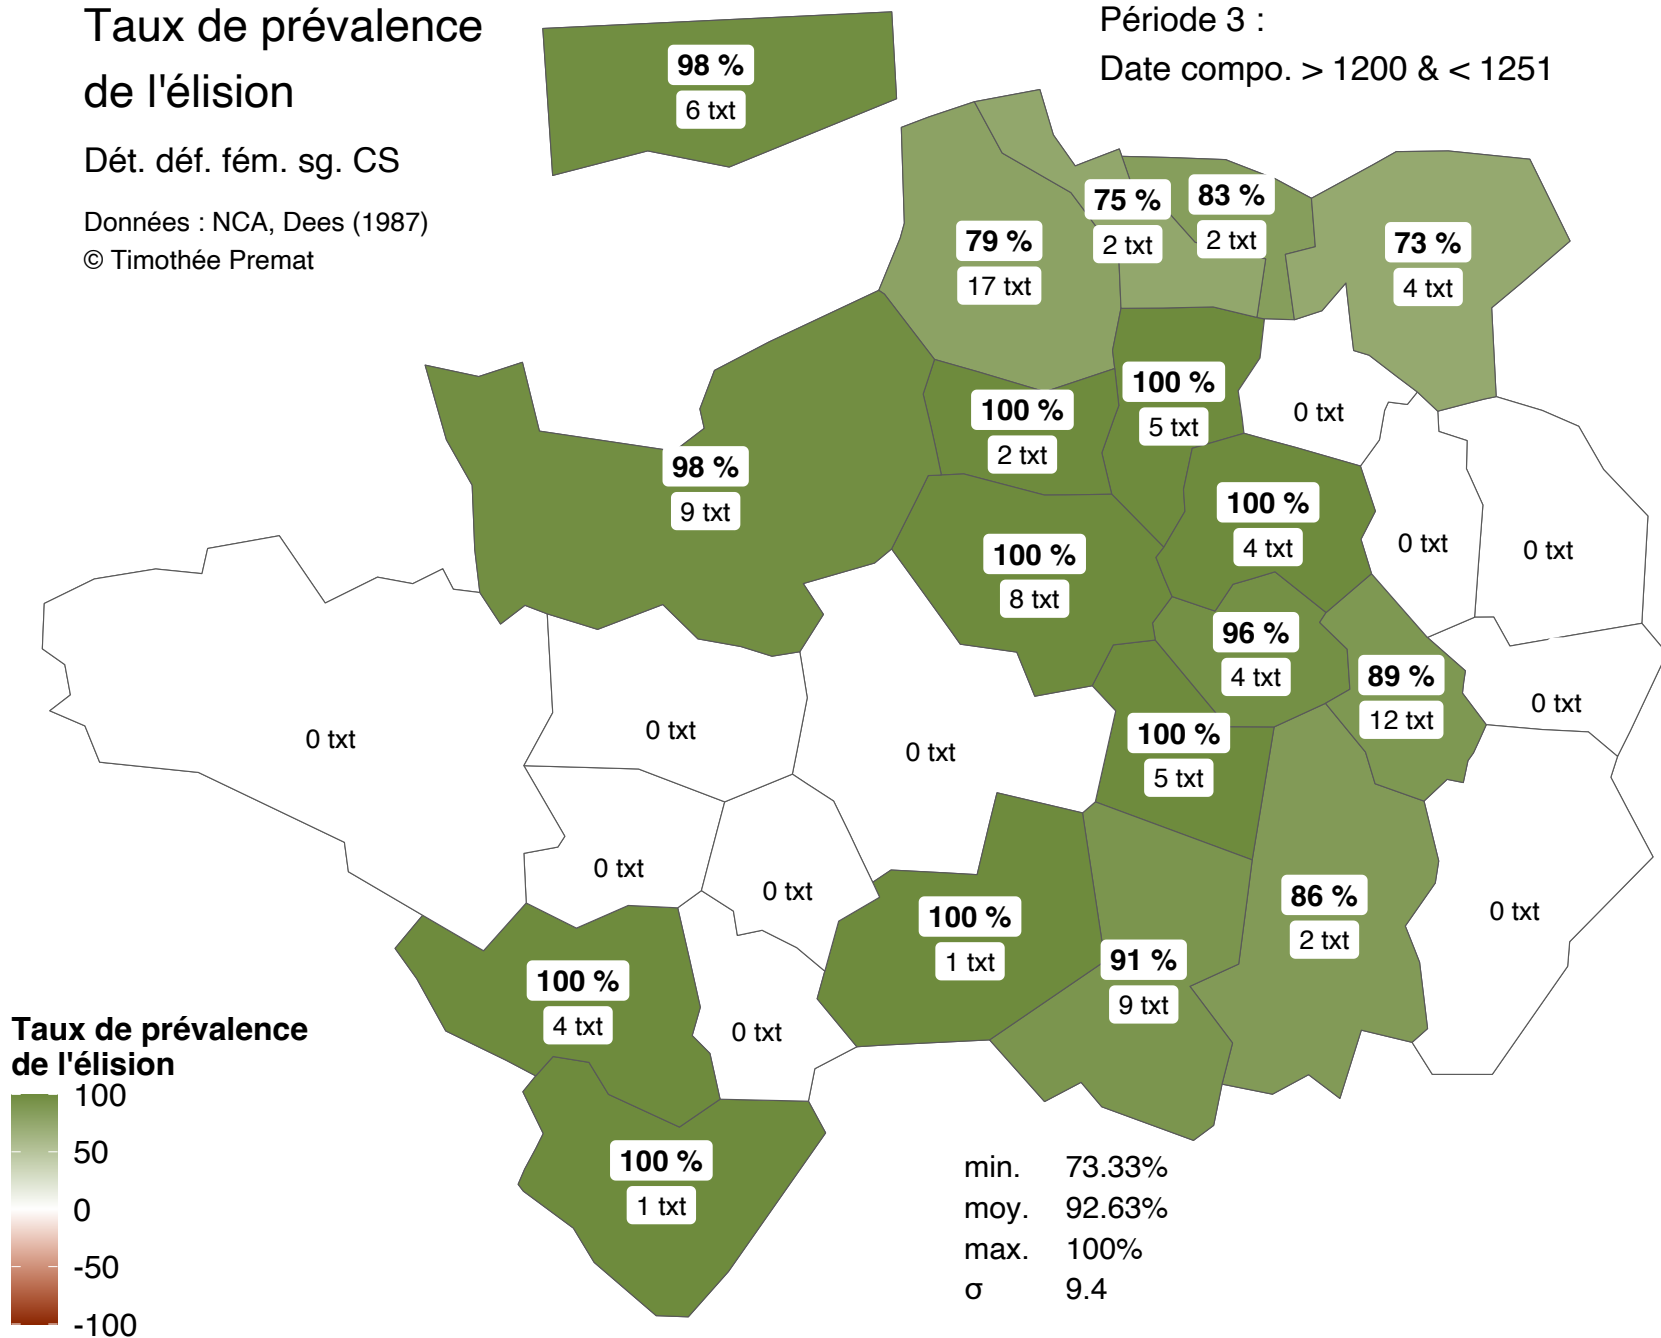 Taux de prévalence
de l'élision
Dét. déf. fém. sg. CS
Données : NCA, Dees (1987)
© Timothée Premat
Période 3 :
Date compo. > 1200 & < 1251
98 %
6 txt
75 %
2 txt
83 %
2 txt
79 %
17 txt
73 %
4 txt
100 %
5 txt
100 %
2 txt
0 txt
98 %
9 txt
100 %
4 txt
0 txt
0 txt
100 %
8 txt
96 %
4 txt
89 %
12 txt
0 txt
0 txt
0 txt
0 txt
100 %
5 txt
0 txt
0 txt
100 %
1 txt
86 %
2 txt
0 txt
91 %
9 txt
100 %
4 txt
0 txt
100 %
1 txt
Taux de prévalence
de l'élision
100
50
0
-50
-100
min. 73.33%
moy. 92.63%
max. 100%
σ 9.4